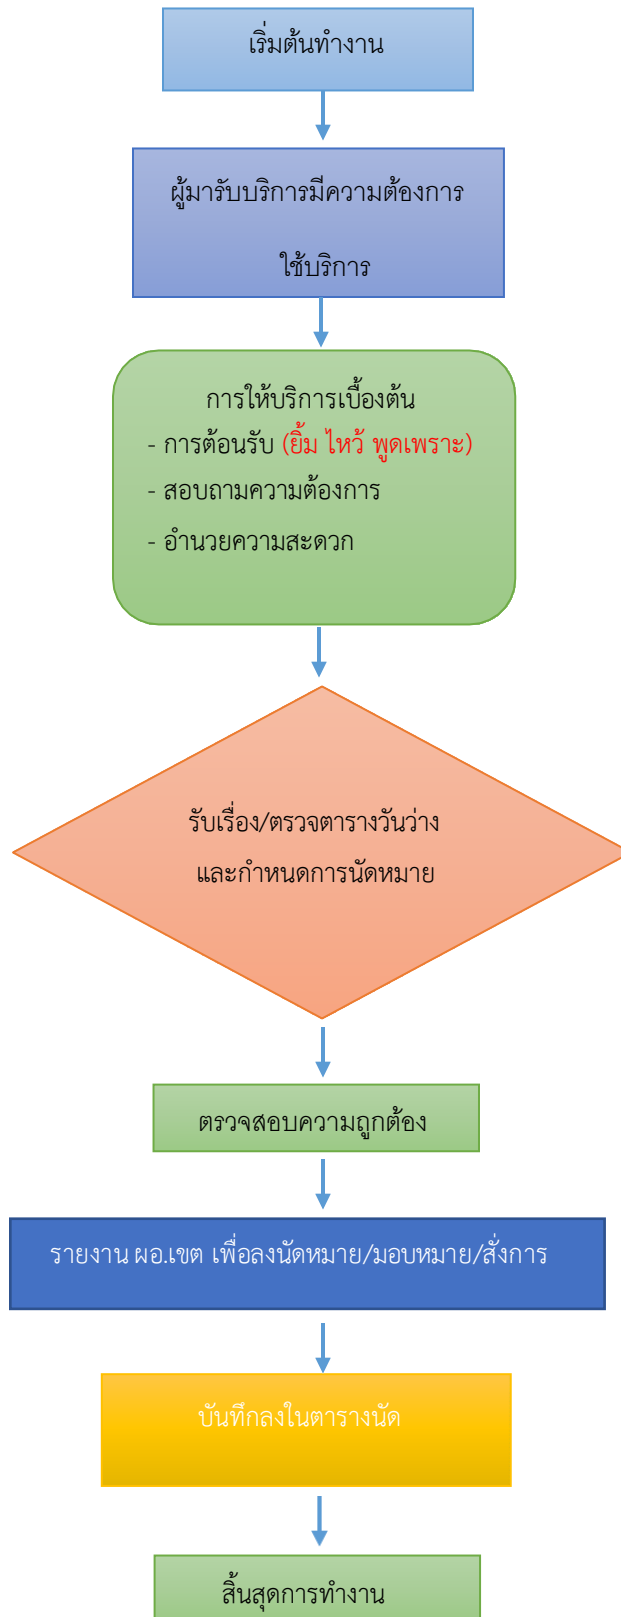 เริ่มต้นทำงาน
ผู้มารับบริการมีความต้องการ
ใช้บริการ
การให้บริการเบื้องต้น
- การต้อนรับ (ยิ้ม ไหว้ พูดเพราะ)
- สอบถามความต้องการ
- อำนวยความสะดวก
รับเรื่อง/ตรวจตารางวันว่าง
และกำหนดการนัดหมาย
ตรวจสอบความถูกต้อง
รายงาน ผอ.เขต เพื่อลงนัดหมาย/มอบหมาย/สั่งการ
บันทึกลงในตารางนัด
สิ้นสุดการทำงาน